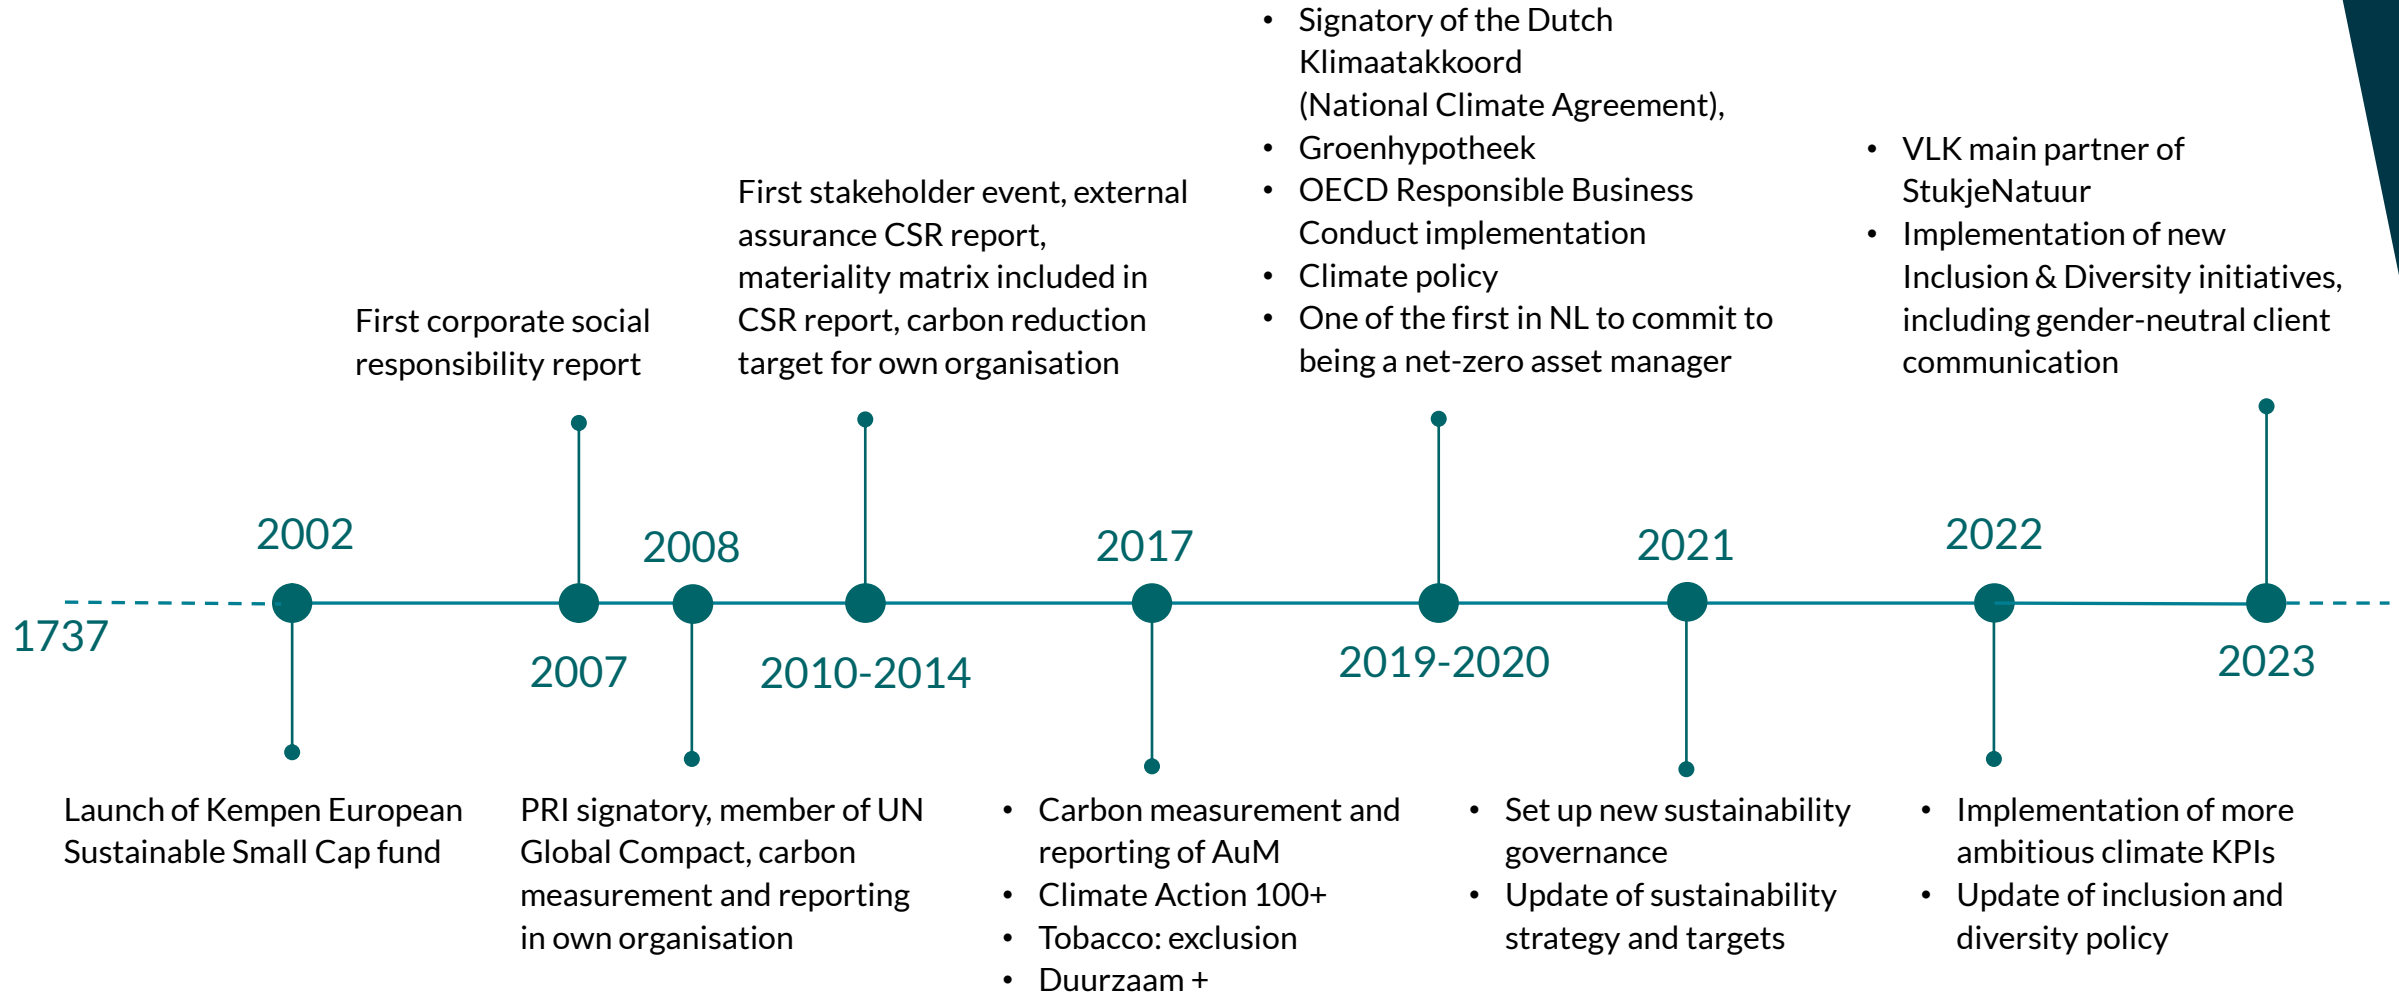 • Signatory of the Dutch
Klimaatakkoord
(National Climate Agreement),
• Groenhypotheek
• OECD Responsible Business
Conduct implementation
• Climate policy
• One of the first in NL to commit to
being a net-zero asset manager
• VLK main partner of
StukjeNatuur
• Implementation of new
Inclusion & Diversity initiatives,
including gender-neutral client
communication
First stakeholder event, external
assurance CSR report,
materiality matrix included in
CSR report, carbon reduction
target for own organisation
First corporate social
responsibility report
2002
2008
2017
2021
2022
1737
2007
2010-2014
2019-2020
2023
Launch of Kempen European
Sustainable Small Cap fund
PRI signatory, member of UN
Global Compact, carbon
measurement and reporting
in own organisation
• Carbon measurement and
reporting of AuM
• Climate Action 100+
• Tobacco: exclusion
• Duurzaam +
• Set up new sustainability
governance
• Update of sustainability
strategy and targets
• Implementation of more
ambitious climate KPIs
• Update of inclusion and
diversity policy